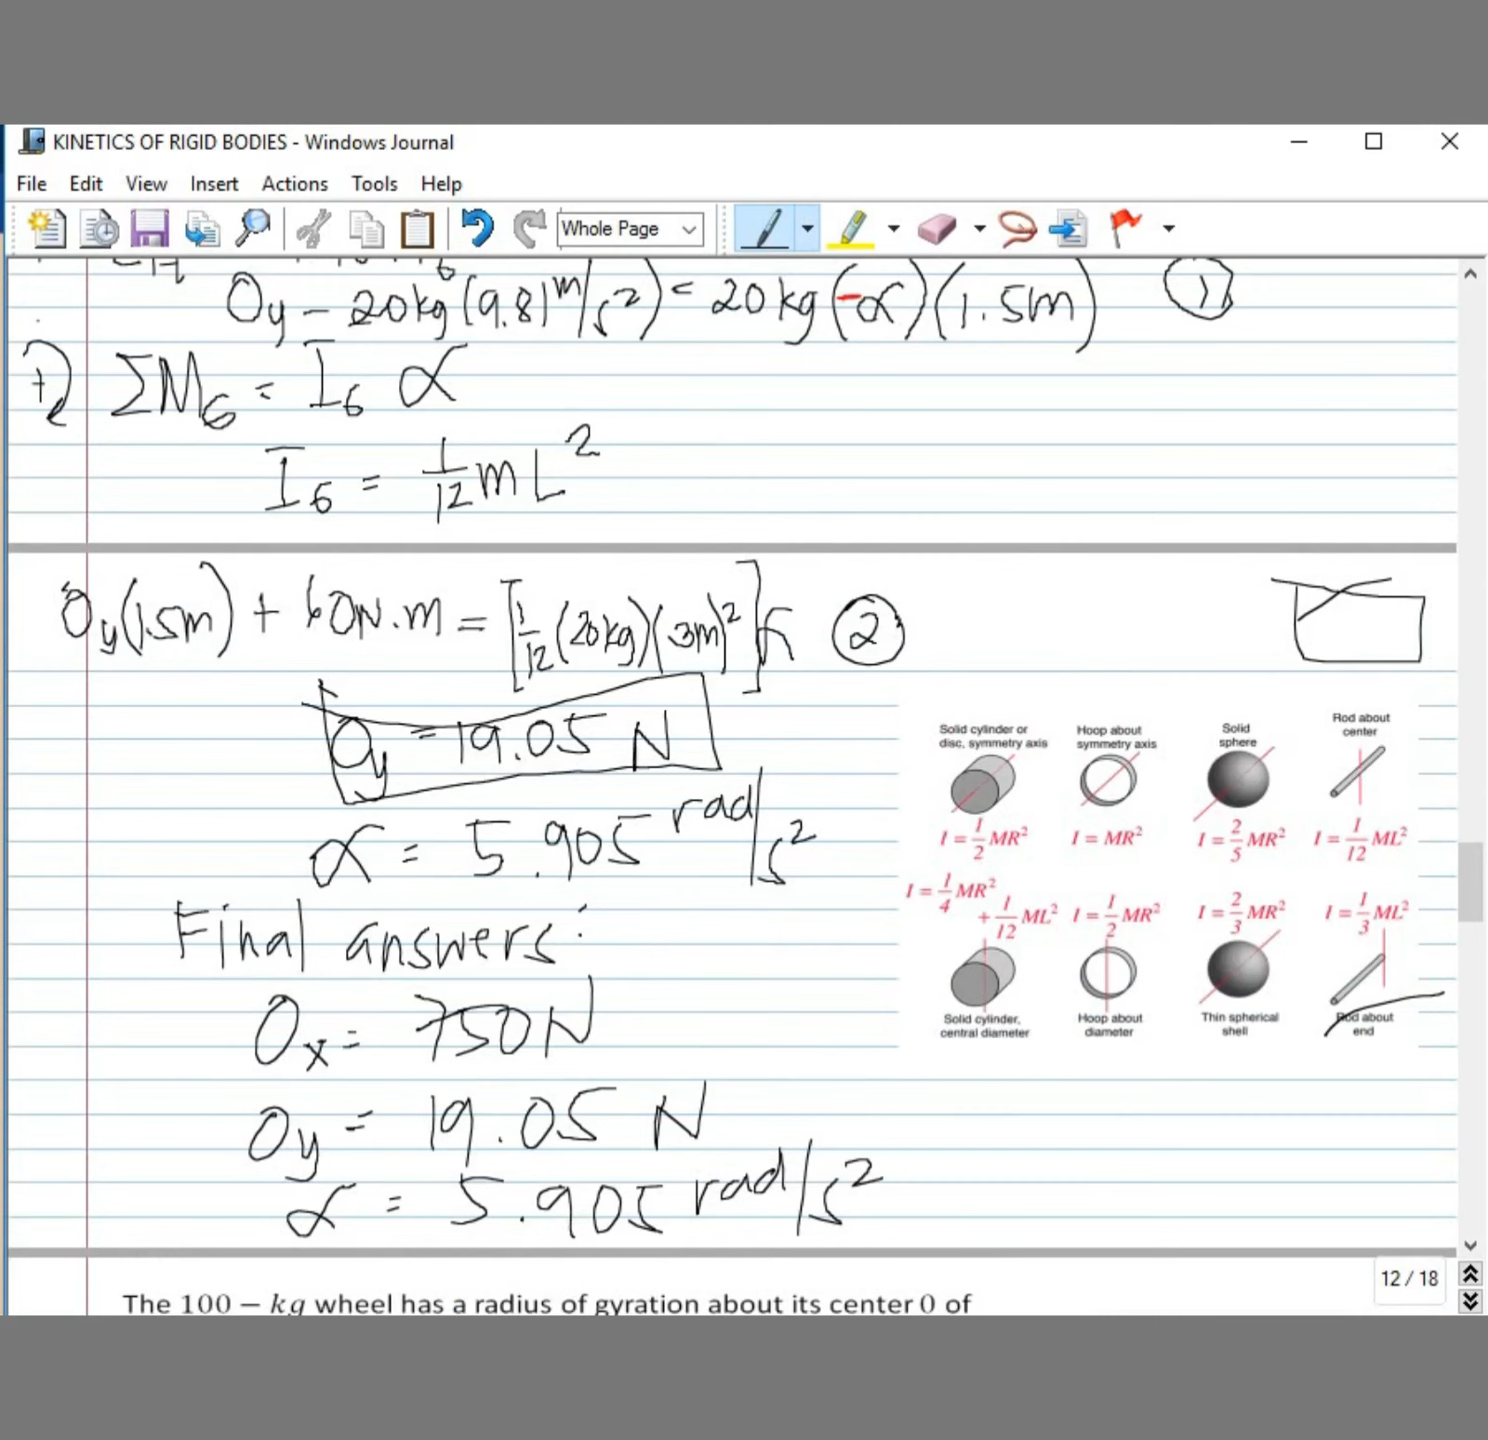 KINETICS OF RIGID BODIES - Windows Journal
File Edit View Insert Actions Tools Help
Whole Page
Oy - 20kg(9.81 m/s²) = 20kg(-α)(1.5m) ①
+ ΣM_G = I_G α
I_G = 1/12 mL²
Oy(1.5m) + 60N.m = [1/12 (20kg)(3m)²]α ②
Oy = 19.05 N
α = 5.905 rad/s²
Final answers:
Ox = 750N
Oy = 19.05 N
α = 5.905 rad/s²
Solid cylinder or disc, symmetry axis
I = 1/2 MR²
Hoop about symmetry axis
I = MR²
Solid sphere
I = 2/5 MR²
Rod about center
I = 1/12 ML²
I = 1/4 MR² + 1/12 ML²
Solid cylinder, central diameter
I = 1/2 MR²
Hoop about diameter
I = 2/3 MR²
Thin spherical shell
I = 1/3 ML²
Rod about end
12 / 18
The 100 − kg wheel has a radius of gyration about its center 0 of